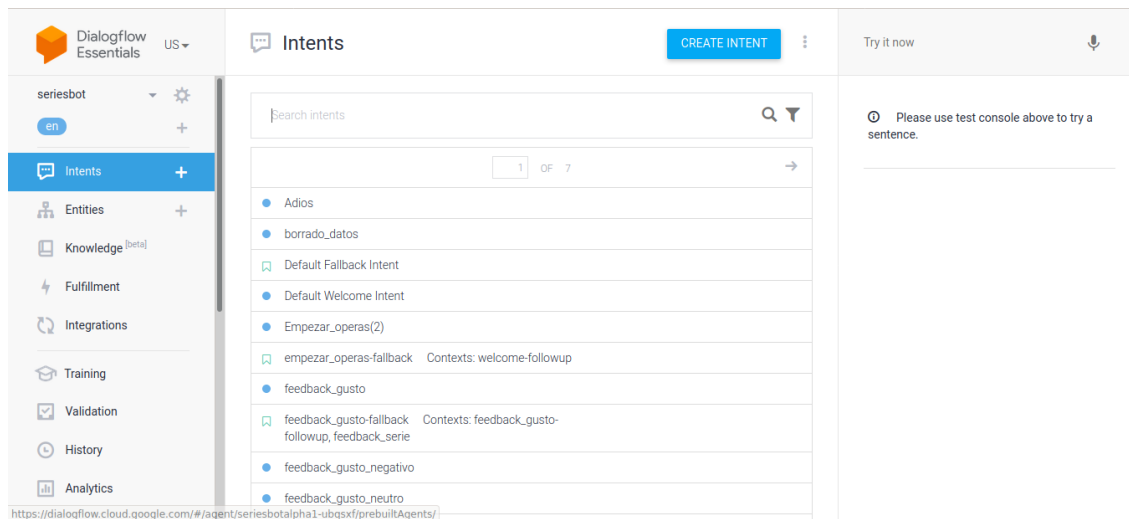 Dialogflow
Essentials
US
Intents
CREATE INTENT
Try it now
seriesbot
en
Search intents
Please use test console above to try a
sentence.
Intents
1 OF 7
Entities
Adios
borrado_datos
Knowledge [beta]
Default Fallback Intent
Fulfillment
Default Welcome Intent
Integrations
Empezar_operas(2)
empezar_operas-fallback Contexts: welcome-followup
Training
feedback_gusto
Validation
feedback_gusto-fallback Contexts: feedback_gusto-
followup, feedback_serie
History
feedback_gusto_negativo
Analytics
feedback_gusto_neutro
https://dialogflow.cloud.google.com/#/agent/seriesbotalpha1-ubqsxf/prebuiltAgents/